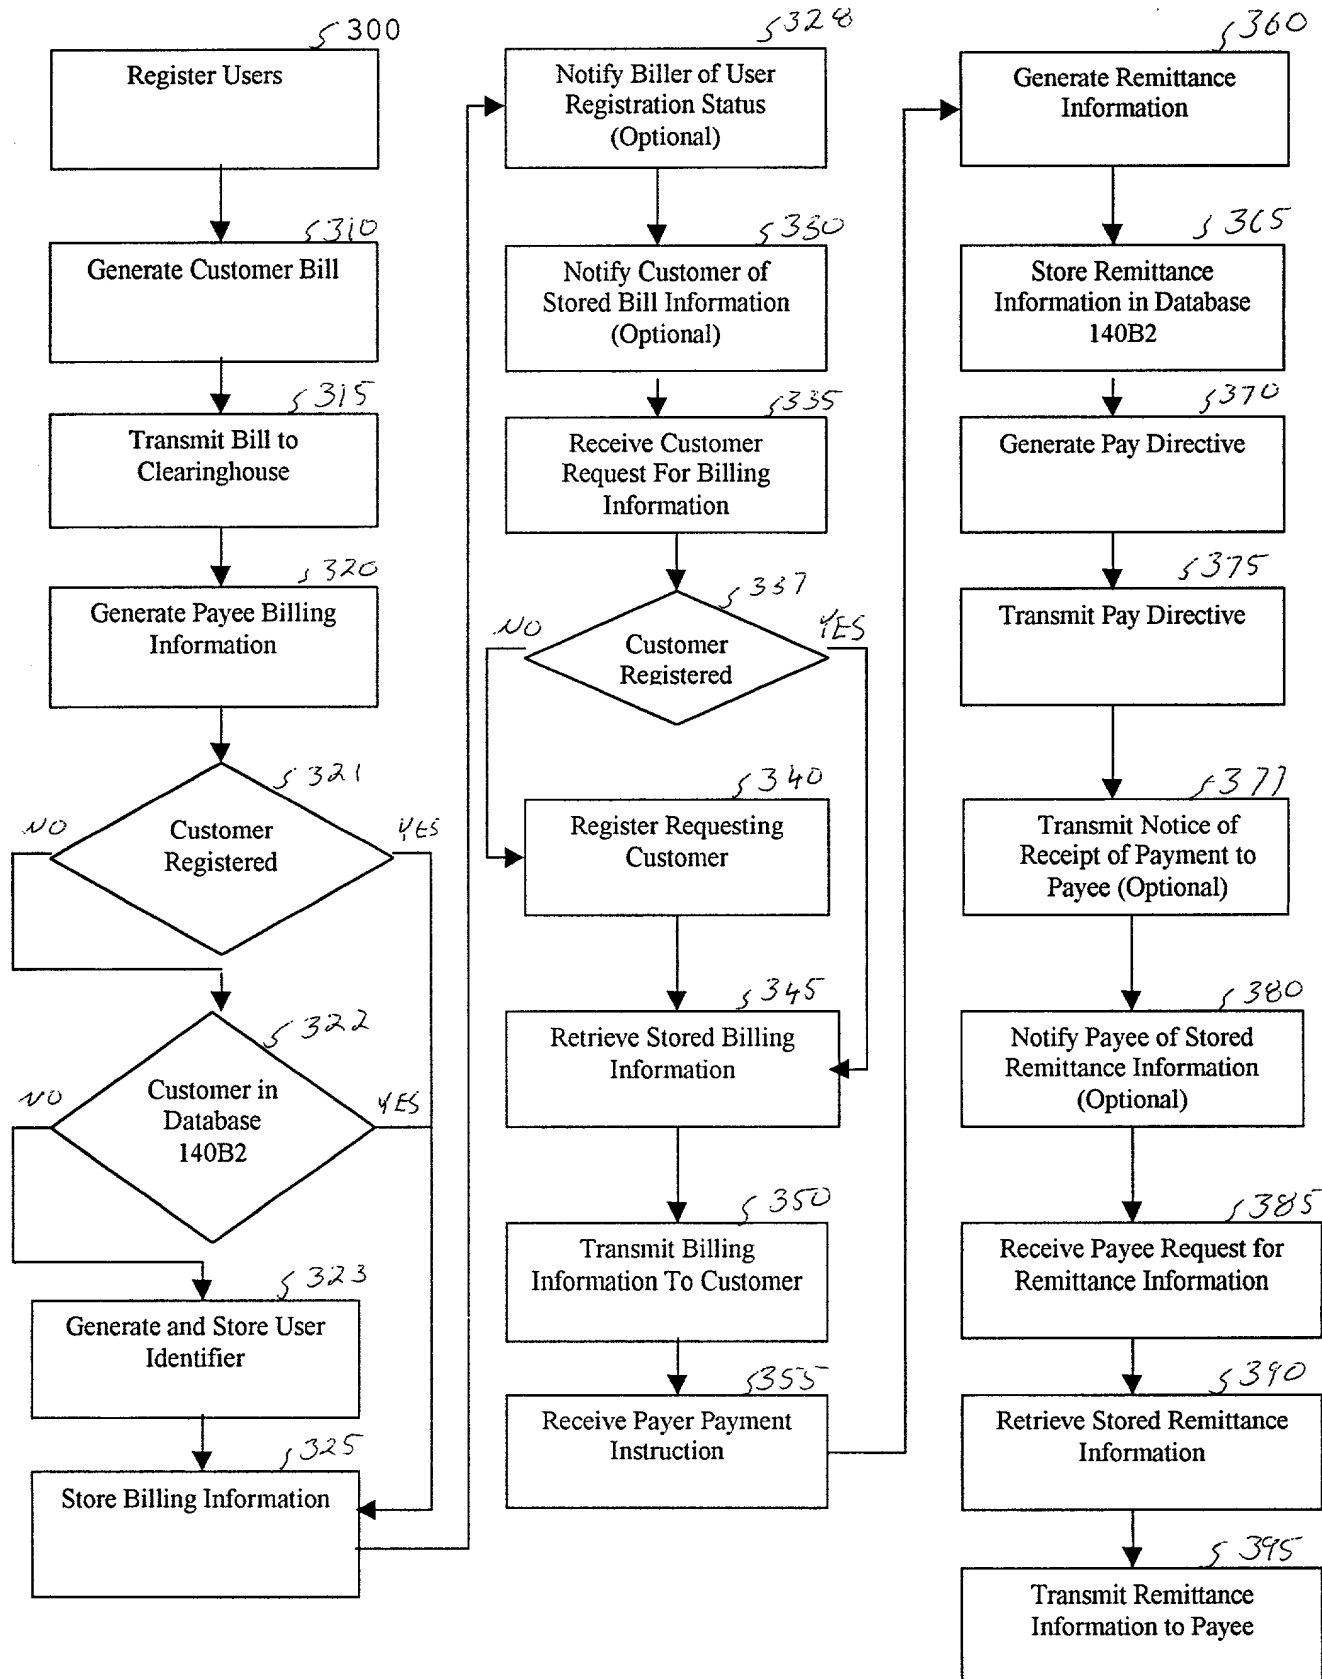 300
Register Users
310
Generate Customer Bill
315
Transmit Bill to
Clearinghouse
320
Generate Payee Billing
Information
321
NO
Customer
Registered
YES
322
NO
Customer in
Database
140B2
YES
323
Generate and Store User
Identifier
325
Store Billing Information
328
Notify Biller of User
Registration Status
(Optional)
330
Notify Customer of
Stored Bill Information
(Optional)
335
Receive Customer
Request For Billing
Information
337
NO
Customer
Registered
YES
340
Register Requesting
Customer
345
Retrieve Stored Billing
Information
350
Transmit Billing
Information To Customer
355
Receive Payer Payment
Instruction
360
Generate Remittance
Information
365
Store Remittance
Information in Database
140B2
370
Generate Pay Directive
375
Transmit Pay Directive
377
Transmit Notice of
Receipt of Payment to
Payee (Optional)
380
Notify Payee of Stored
Remittance Information
(Optional)
385
Receive Payee Request for
Remittance Information
390
Retrieve Stored Remittance
Information
395
Transmit Remittance
Information to Payee